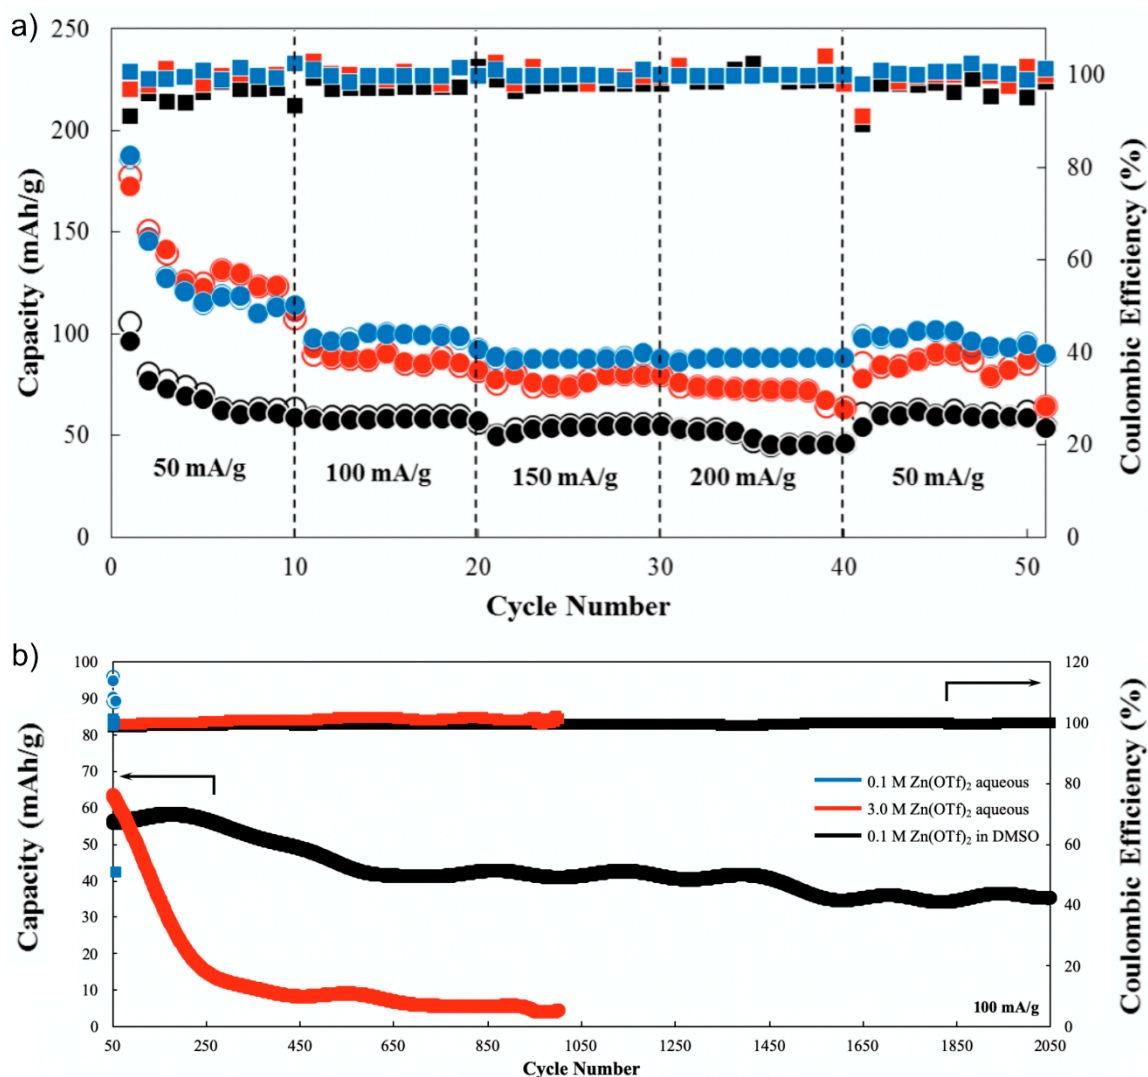 a)
250
200
150
100
50
0
Capacity (mAh/g)
100
80
60
40
20
0
Coulombic Efficiency (%)
50 mA/g
100 mA/g
150 mA/g
200 mA/g
50 mA/g
0 10 20 30 40 50
Cycle Number
b)
100
90
80
70
60
50
40
30
20
10
0
Capacity (mAh/g)
120
100
80
60
40
20
0
Coulombic Efficiency (%)
0.1 M Zn(OTf)₂ aqueous
3.0 M Zn(OTf)₂ aqueous
0.1 M Zn(OTf)₂ in DMSO
100 mA/g
50 250 450 650 850 1050 1250 1450 1650 1850 2050
Cycle Number